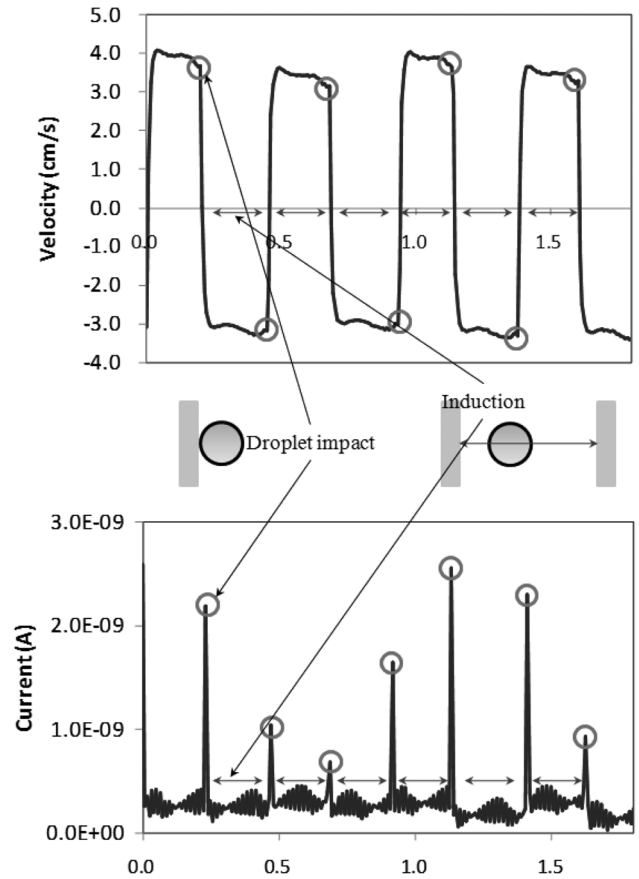 5.0
4.0
3.0
2.0
1.0
0.0
-1.0
-2.0
-3.0
-4.0
Velocity (cm/s)
0.0 0.5 1.0 1.5
Droplet impact
Induction
3.0E-09
2.0E-09
1.0E-09
0.0E+00
Current (A)
0.0 0.5 1.0 1.5